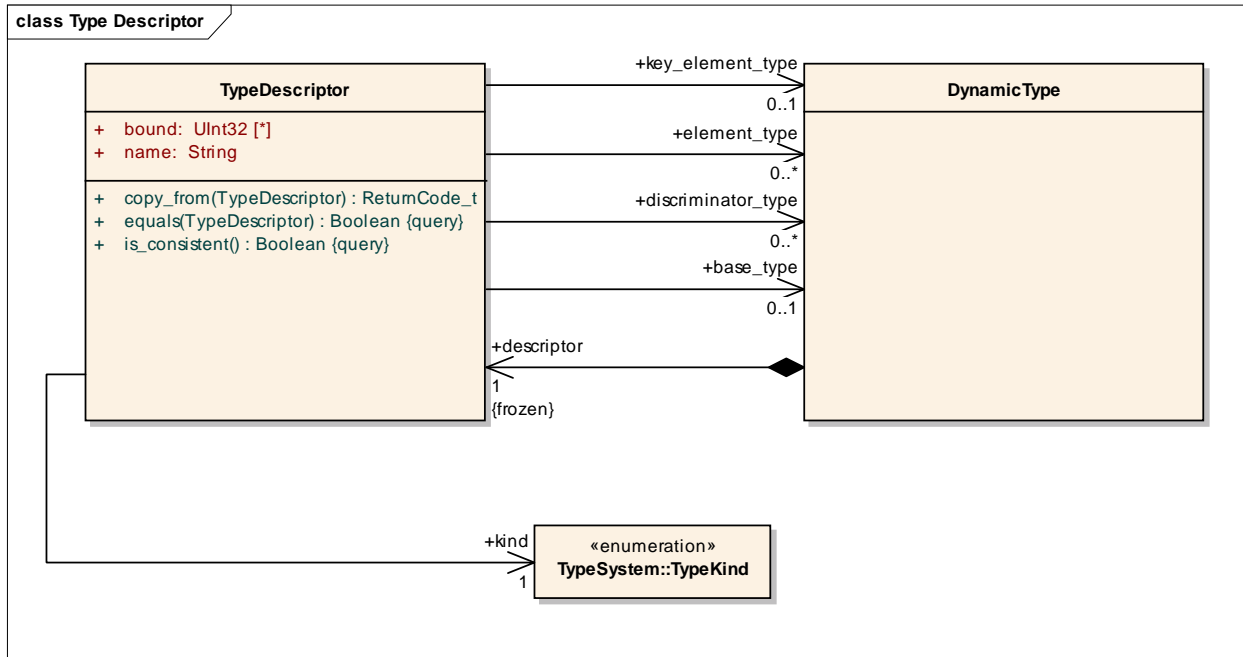 class Type Descriptor
TypeDescriptor
+ bound: UInt32 [*]
+ name: String
+ copy_from(TypeDescriptor) : ReturnCode_t
+ equals(TypeDescriptor) : Boolean {query}
+ is_consistent() : Boolean {query}
+key_element_type
0..1
+element_type
0..*
+discriminator_type
0..*
+base_type
0..1
+descriptor
1
{frozen}
DynamicType
+kind
1
«enumeration»
TypeSystem::TypeKind